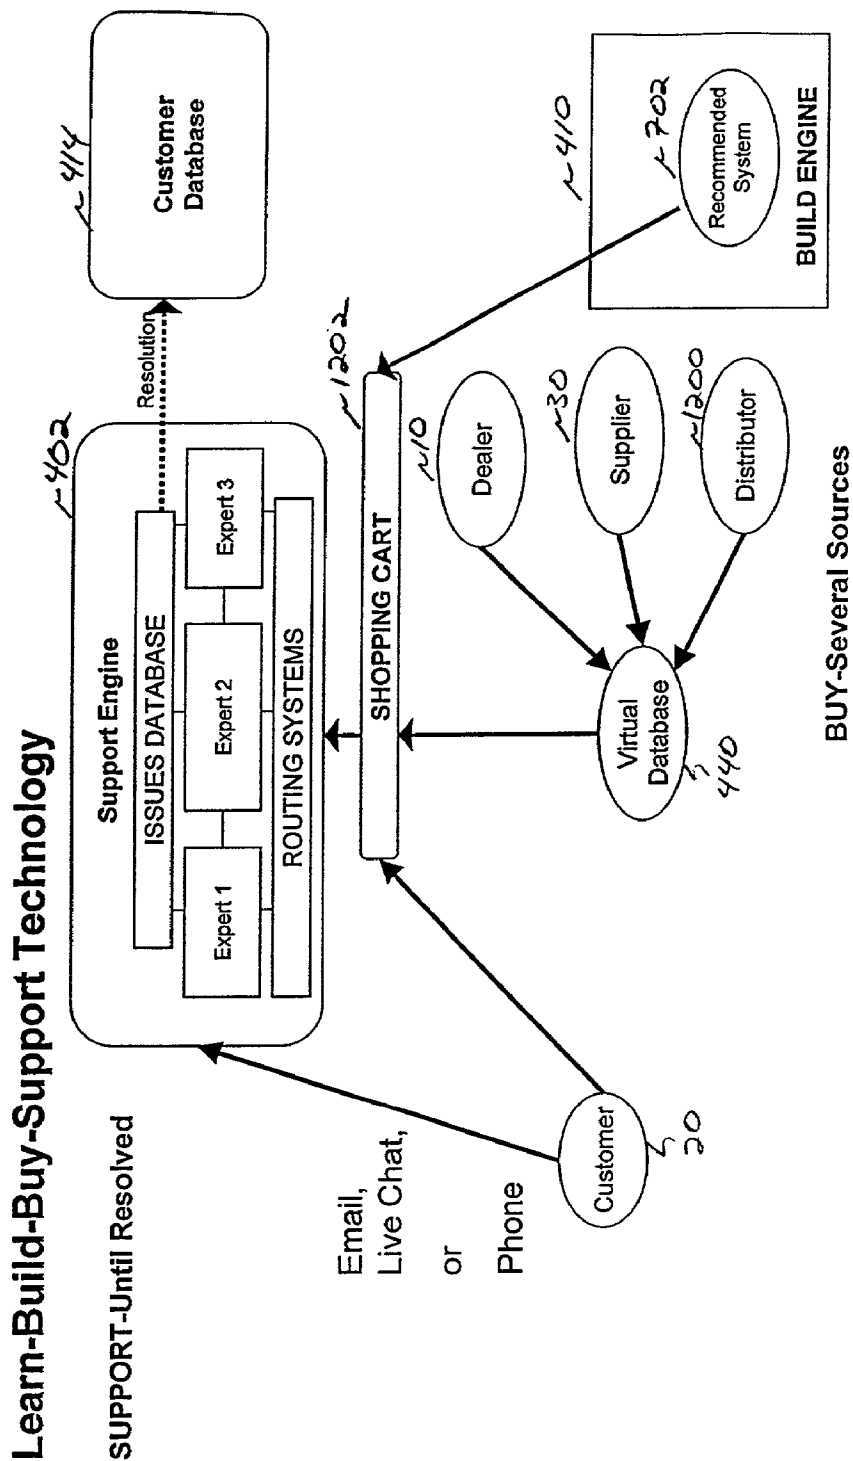 Learn-Build-Buy-Support Technology
SUPPORT-Until Resolved
~402
Support Engine
ISSUES DATABASE
Expert 1
Expert 2
Expert 3
ROUTING SYSTEMS
Resolution
~414
Customer
Database
Email,
Live Chat,
or
Phone
~1202
SHOPPING CART
Customer
20
Virtual
Database
440
~10
Dealer
~30
Supplier
~1200
Distributor
~410
~702
Recommended
System
BUILD ENGINE
BUY-Several Sources